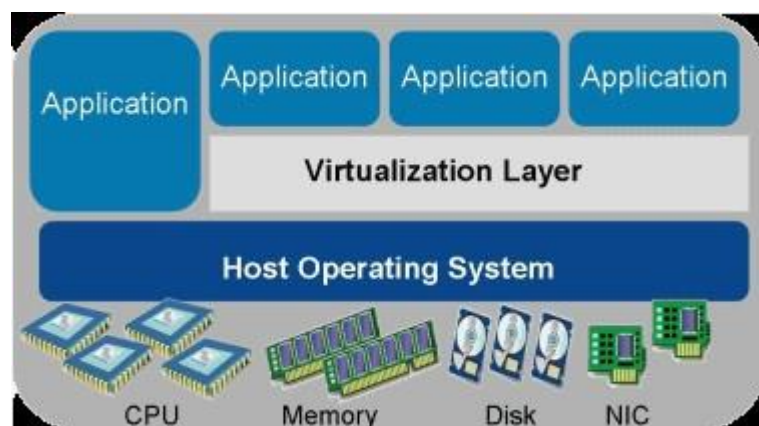 Application
Application
Application
Application
Virtualization Layer
Host Operating System
CPU
Memory
Disk
NIC